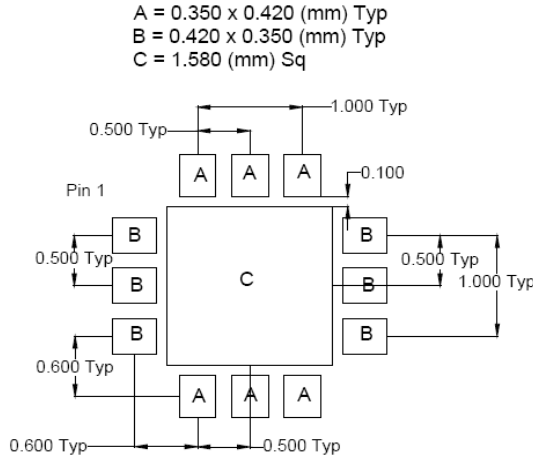 A = 0.350 x 0.420 (mm) Typ
B = 0.420 x 0.350 (mm) Typ
C = 1.580 (mm) Sq
1.000 Typ
0.500 Typ
A A A
0.100
Pin 1
B B
0.500 Typ 0.500 Typ
B C B
1.000 Typ
B B
0.600 Typ
A A A
0.600 Typ 0.500 Typ